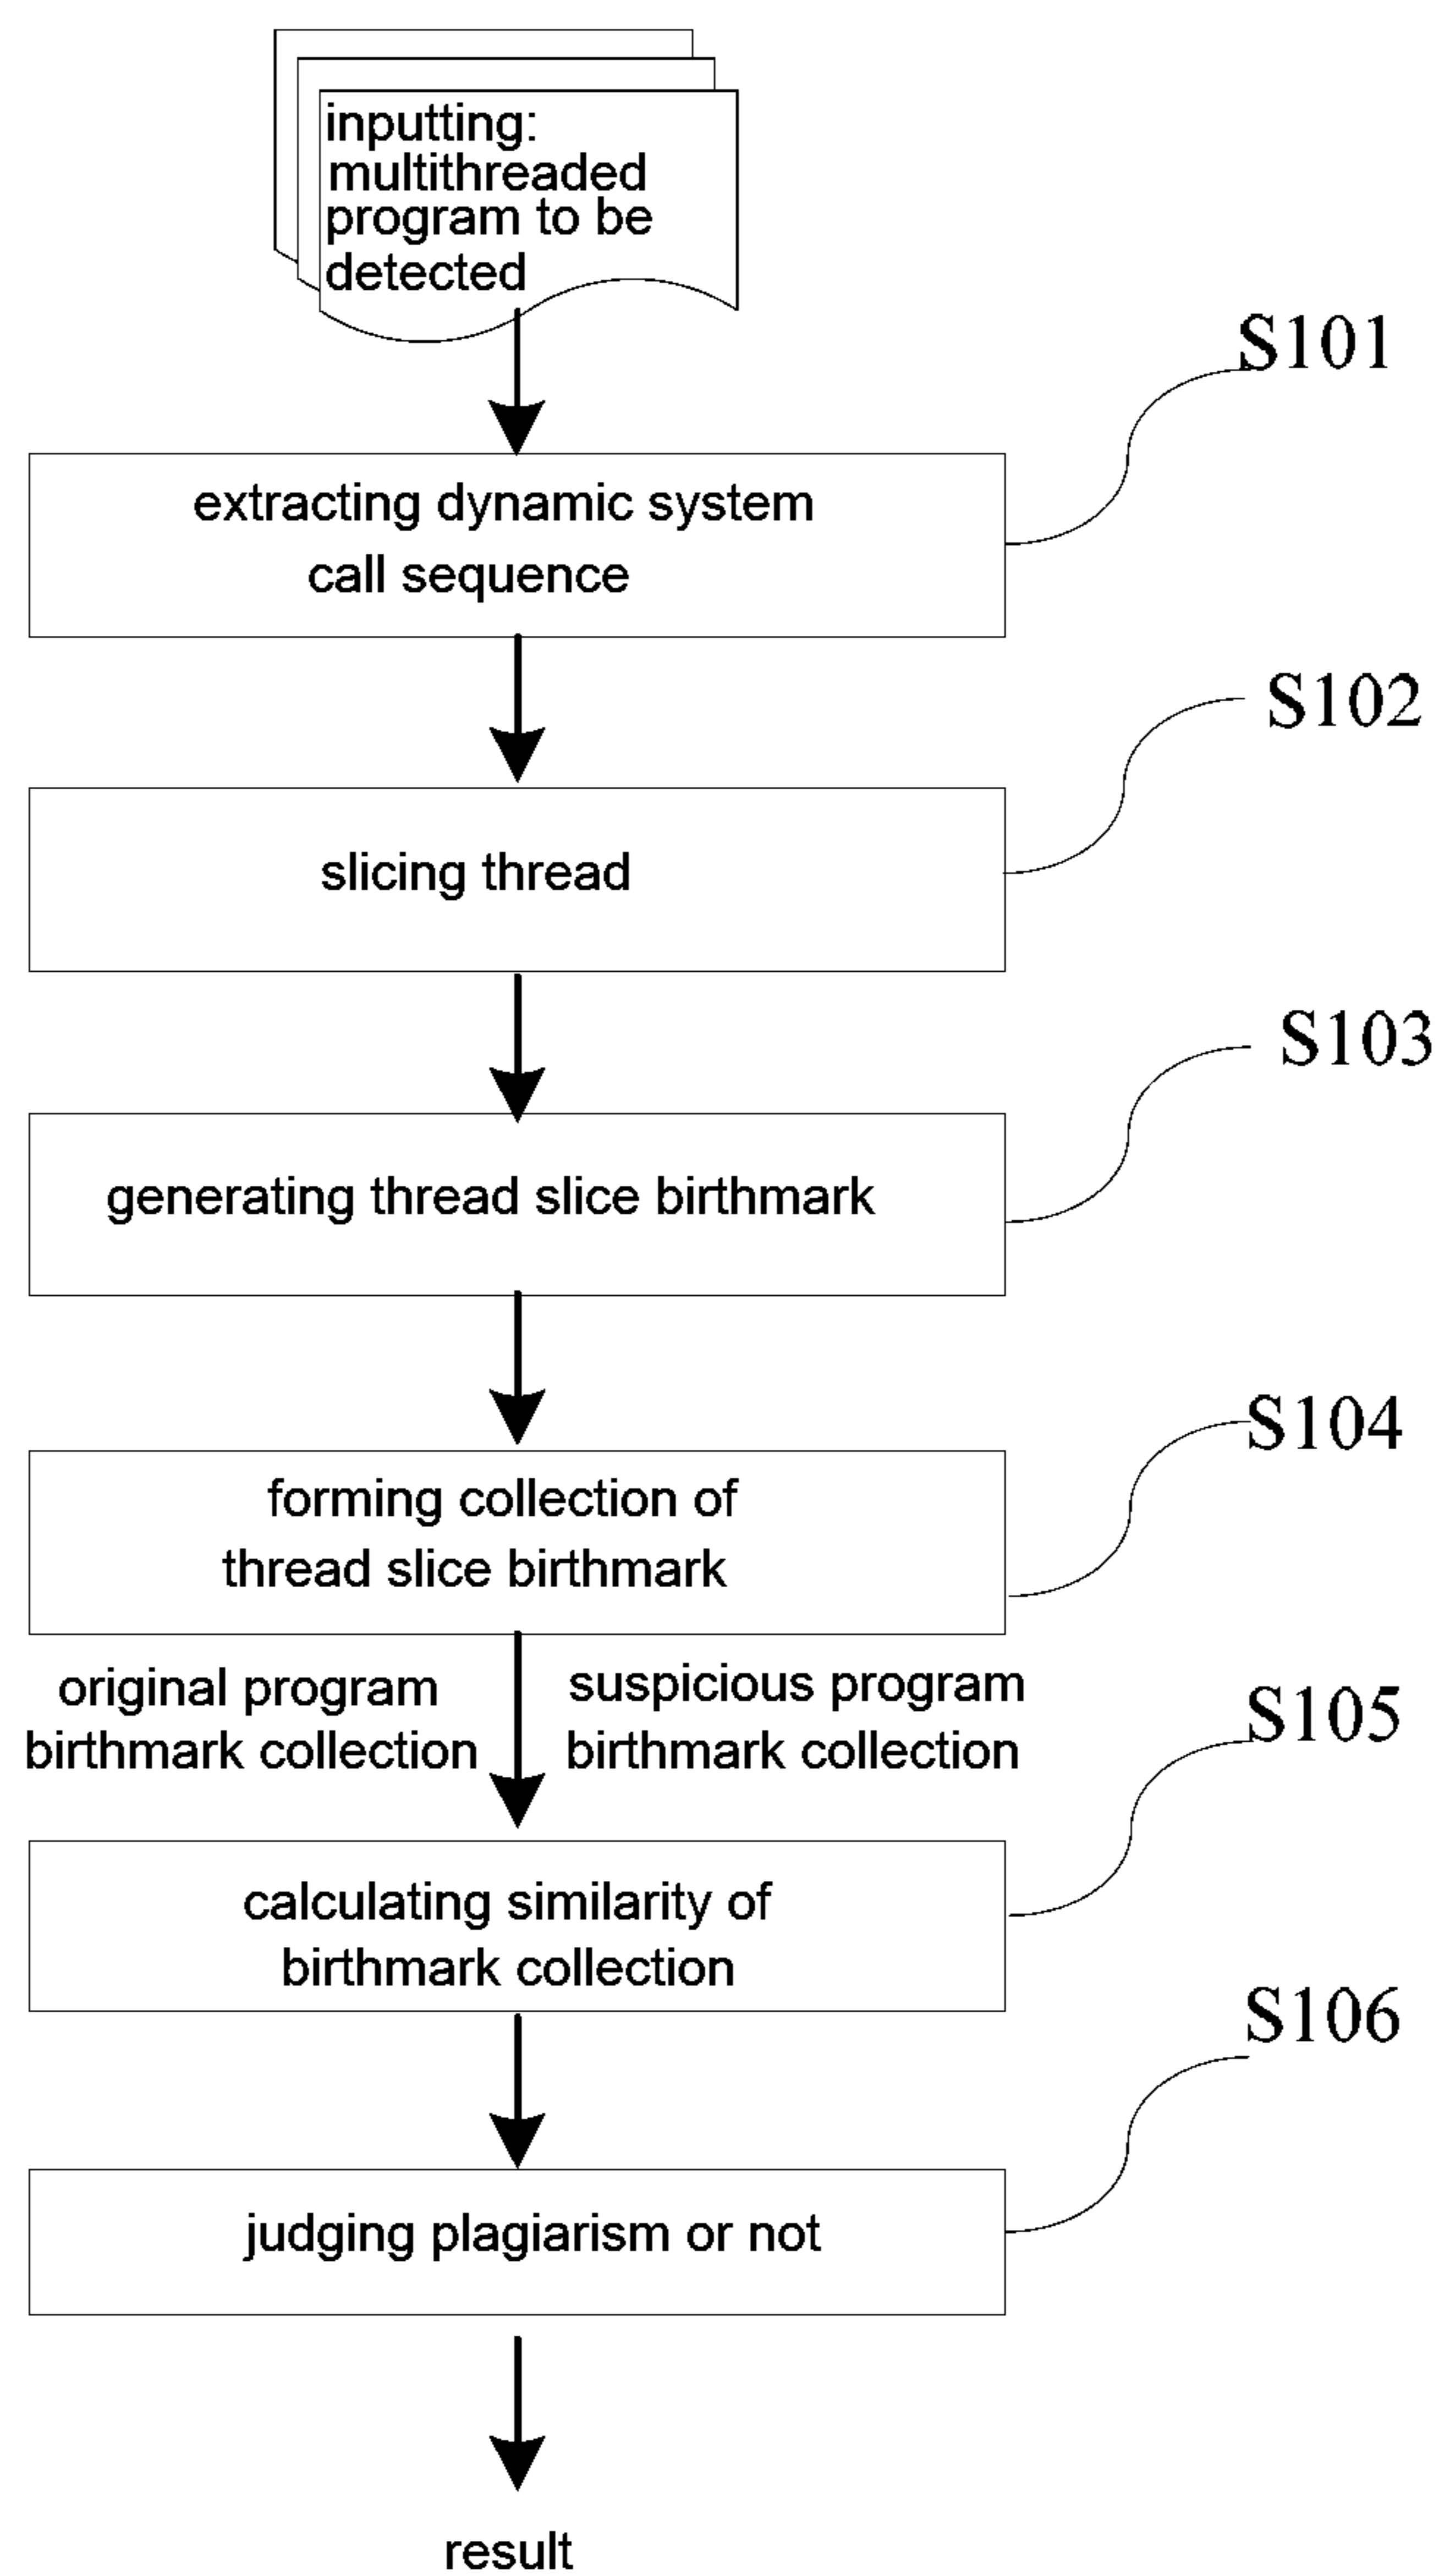 inputting:
multithreaded
program to be
detected
S101
extracting dynamic system
call sequence
S102
slicing thread
S103
generating thread slice birthmark
S104
forming collection of
thread slice birthmark
original program
birthmark collection
suspicious program
birthmark collection
S105
calculating similarity of
birthmark collection
S106
judging plagiarism or not
result